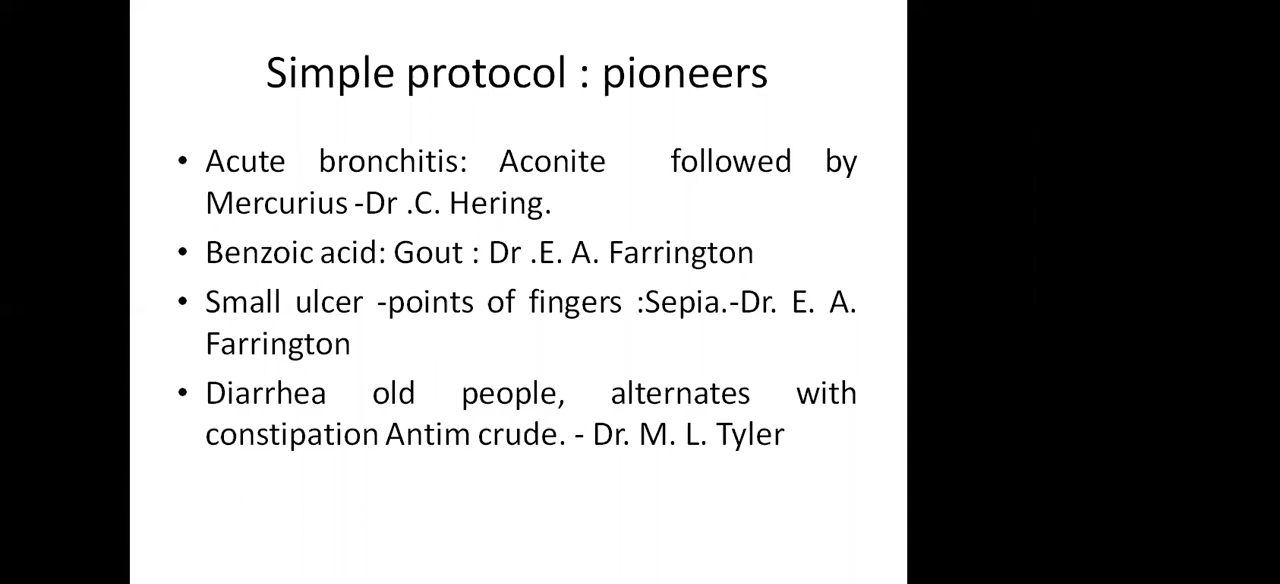 Simple protocol : pioneers
• Acute bronchitis: Aconite followed by
Mercurius -Dr .C. Hering.
• Benzoic acid: Gout : Dr .E. A. Farrington
• Small ulcer -points of fingers :Sepia.-Dr. E. A.
Farrington
• Diarrhea old people, alternates with
constipation Antim crude. - Dr. M. L. Tyler